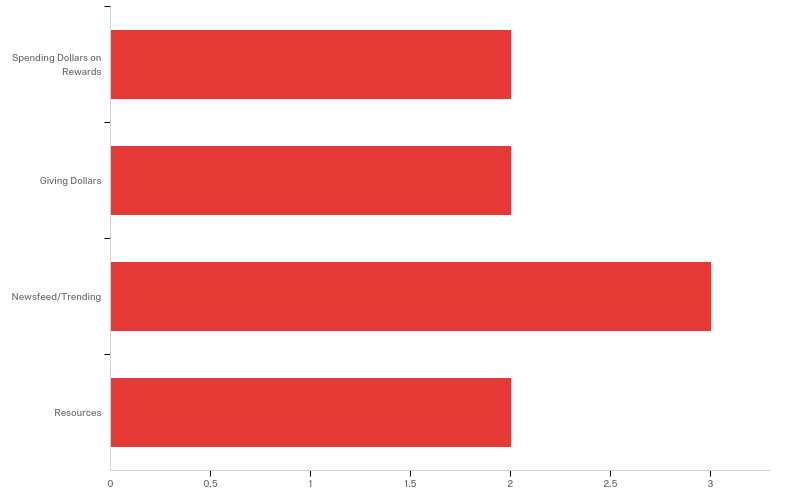 Spending Dollars on
Rewards
Giving Dollars
Newsfeed/Trending
Resources
0 0.5 1 1.5 2 2.5 3